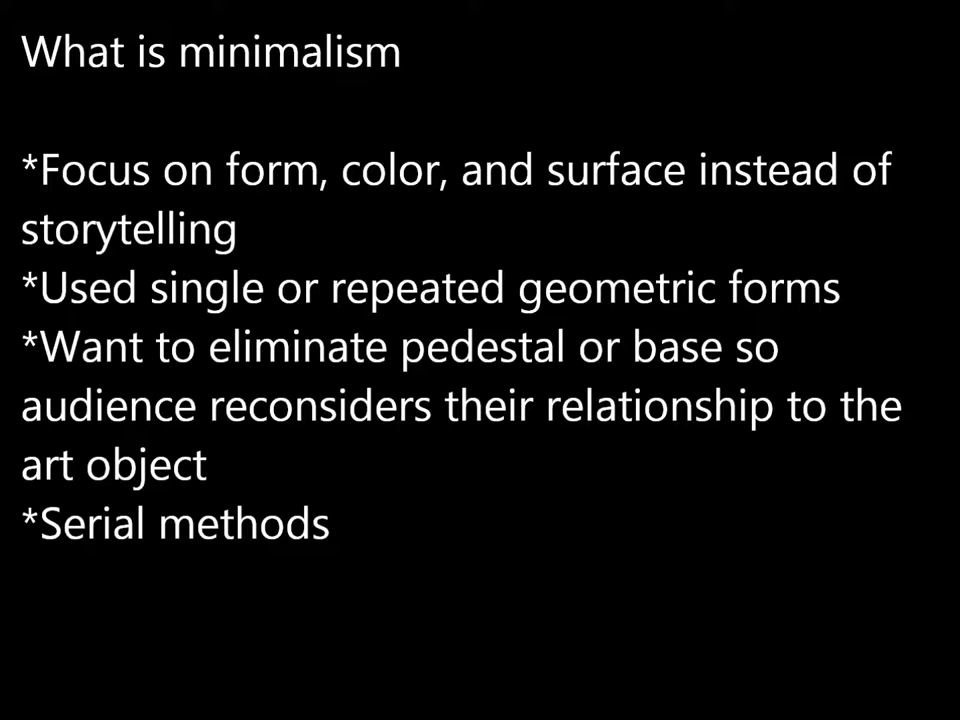 What is minimalism
*Focus on form, color, and surface instead of
storytelling
*Used single or repeated geometric forms
*Want to eliminate pedestal or base so
audience reconsiders their relationship to the
art object
*Serial methods